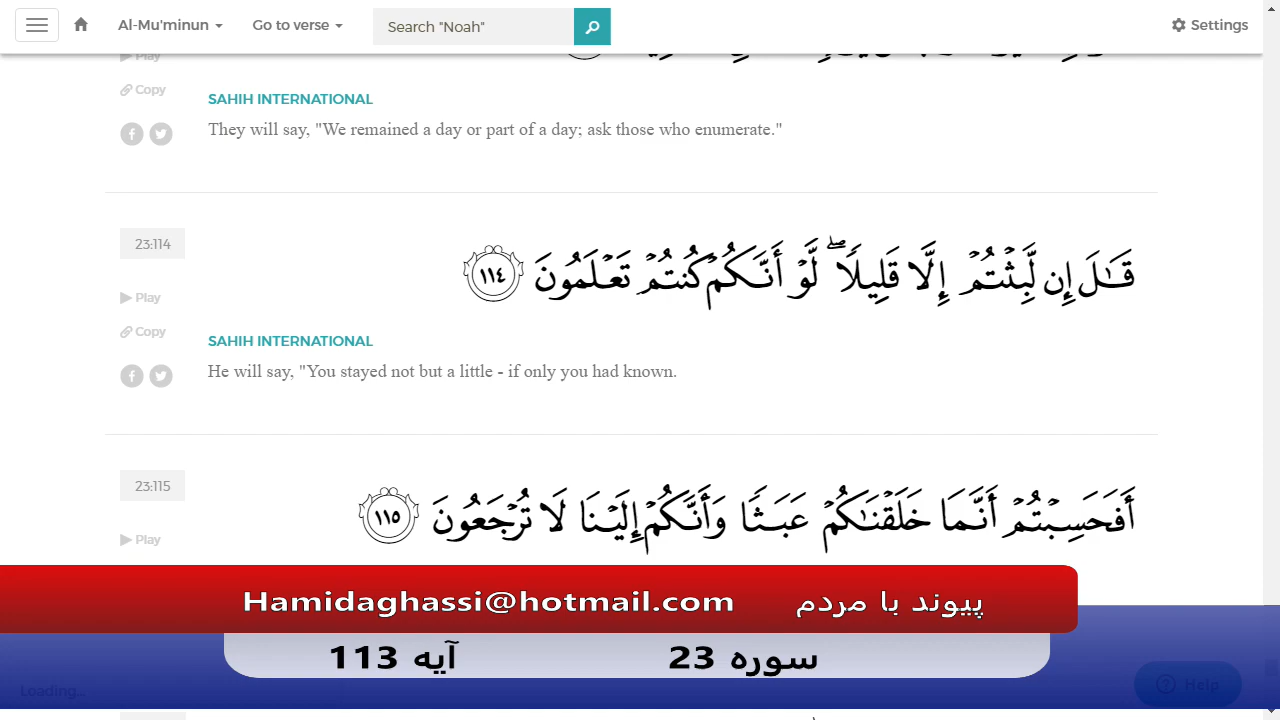 Al-Mu'minun Go to verse Search "Noah" Settings
Play
Copy
SAHIH INTERNATIONAL
They will say, "We remained a day or part of a day; ask those who enumerate."
23:114
قَـٰلَ إِن لَّبِثْتُمْ إِلَّا قَلِيلًا ۖ لَّوْ أَنَّكُمْ كُنتُمْ تَعْلَمُونَ ١١٤
Play
Copy
SAHIH INTERNATIONAL
He will say, "You stayed not but a little - if only you had known.
23:115
أَفَحَسِبْتُمْ أَنَّمَا خَلَقْنَـٰكُمْ عَبَثًا وَأَنَّكُمْ إِلَيْنَا لَا تُرْجَعُونَ ١١٥
Play
Hamidaghassi@hotmail.com پیوند با مردم
سوره 23 آیه 113
Loading...
Help